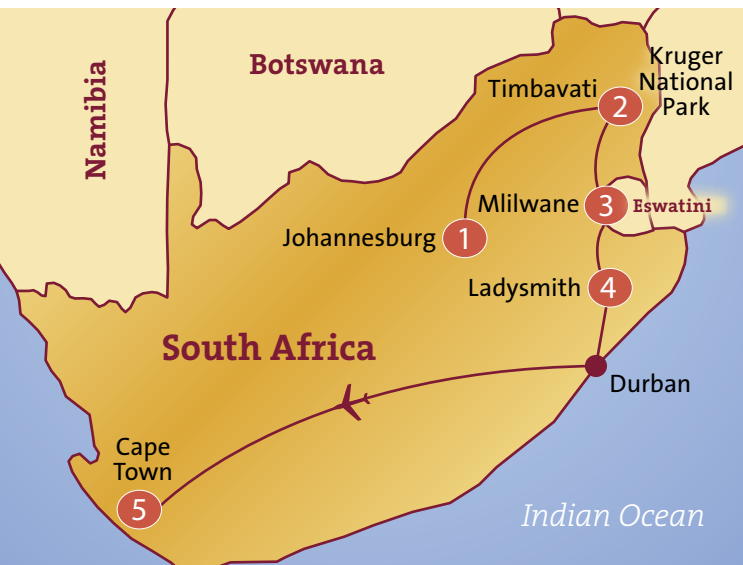 Namibia
Botswana
Kruger
National
Park
Timbavati
2
Mlilwane
3
Eswatini
Johannesburg
1
Ladysmith
4
South Africa
Durban
Cape
Town
5
Indian Ocean